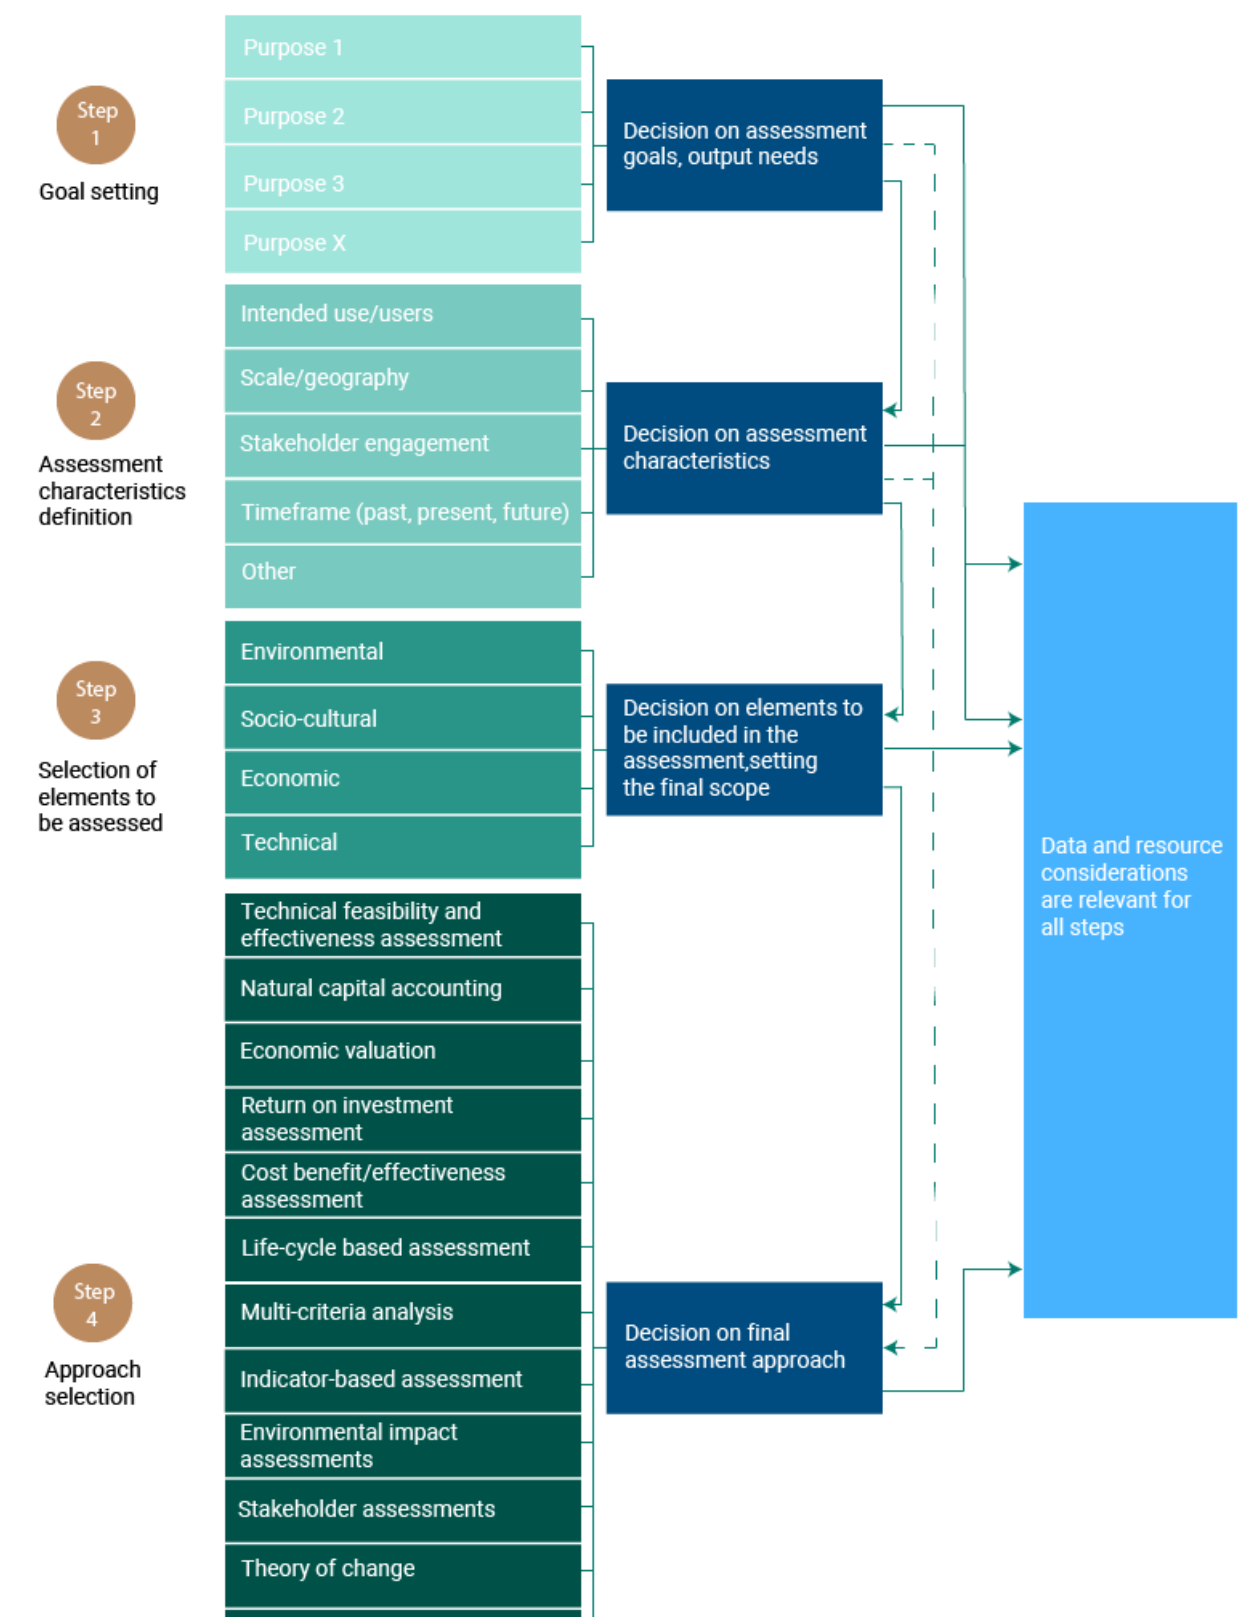 Step
1
Goal setting
Purpose 1
Purpose 2
Purpose 3
Purpose X
Decision on assessment
goals, output needs
Step
2
Assessment
characteristics
definition
Intended use/users
Scale/geography
Stakeholder engagement
Timeframe (past, present, future)
Other
Decision on assessment
characteristics
Step
3
Selection of
elements to
be assessed
Environmental
Socio-cultural
Economic
Technical
Decision on elements to
be included in the
assessment,setting
the final scope
Step
4
Approach
selection
Technical feasibility and
effectiveness assessment
Natural capital accounting
Economic valuation
Return on investment
assessment
Cost benefit/effectiveness
assessment
Life-cycle based assessment
Multi-criteria analysis
Indicator-based assessment
Environmental impact
assessments
Stakeholder assessments
Theory of change
Decision on final
assessment approach
Data and resource
considerations
are relevant for
all steps